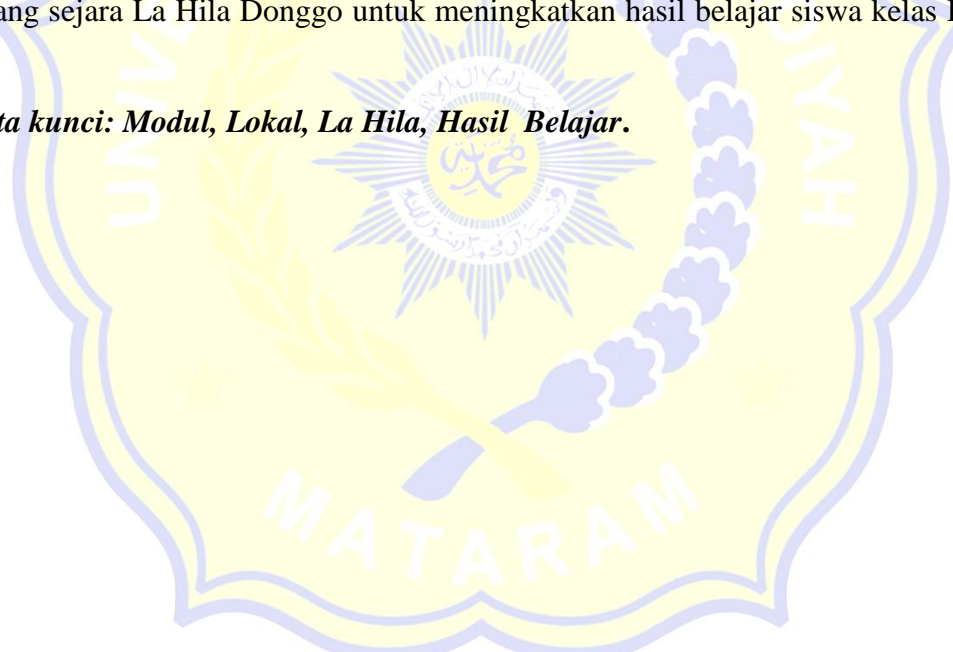 ang sejara La Hila Donggo untuk meningkatkan hasil belajar siswa kelas
ta kunci: Modul, Lokal, La Hila, Hasil Belajar.
MATARAM